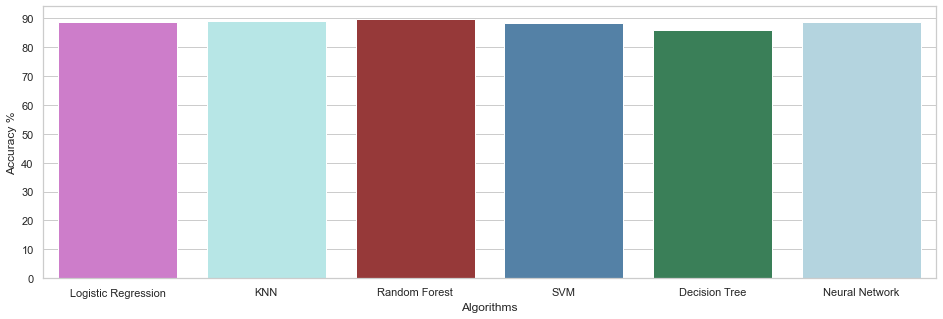 Accuracy %
90
80
70
60
50
40
30
20
10
0
Logistic Regression
KNN
Random Forest
SVM
Decision Tree
Neural Network
Algorithms